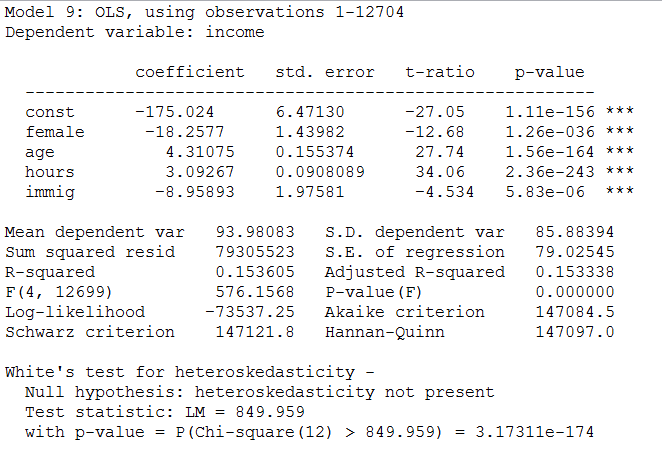 Model 9: OLS, using observations 1-12704
Dependent variable: income
coefficient std. error t-ratio p-value
---------------------------------------------------------
const -175.024 6.47130 -27.05 1.11e-156 ***
female -18.2577 1.43982 -12.68 1.26e-036 ***
age 4.31075 0.155374 27.74 1.56e-164 ***
hours 3.09267 0.0908089 34.06 2.36e-243 ***
immig -8.95893 1.97581 -4.534 5.83e-06 ***
Mean dependent var 93.98083 S.D. dependent var 85.88394
Sum squared resid 79305523 S.E. of regression 79.02545
R-squared 0.153605 Adjusted R-squared 0.153338
F(4, 12699) 576.1568 P-value(F) 0.000000
Log-likelihood -73537.25 Akaike criterion 147084.5
Schwarz criterion 147121.8 Hannan-Quinn 147097.0
White's test for heteroskedasticity -
Null hypothesis: heteroskedasticity not present
Test statistic: LM = 849.959
with p-value = P(Chi-square(12) > 849.959) = 3.17311e-174